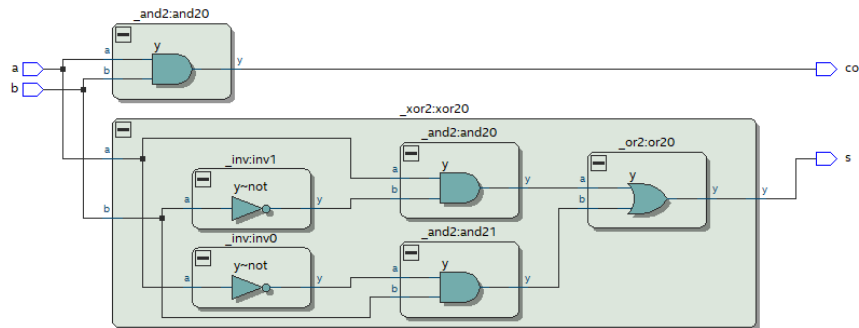 _and2:and20
a
b
y
y
a
b
co
_xor2:xor20
a
b
_inv:inv1
a
y~not
y
_inv:inv0
a
y~not
y
_and2:and20
a
b
y
y
_and2:and21
a
b
y
y
_or2:or20
a
b
y
y
y
s